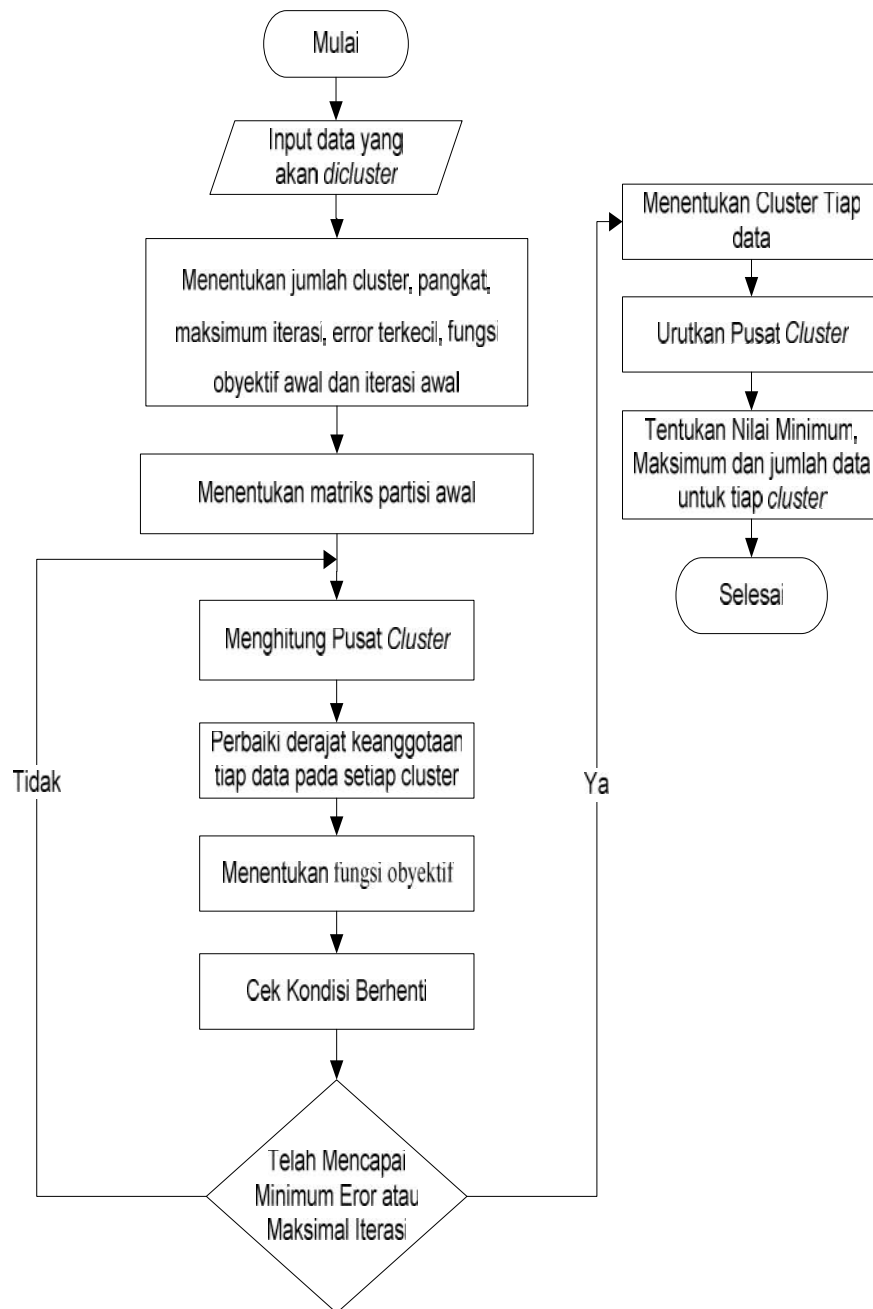 Mulai
Input data yang
akan dicluster
Menentukan jumlah cluster, pangkat,
maksimum iterasi, error terkecil, fungsi
obyektif awal dan iterasi awal
Menentukan matriks partisi awal
Menghitung Pusat Cluster
Perbaiki derajat keanggotaan
tiap data pada setiap cluster
Menentukan fungsi obyektif
Cek Kondisi Berhenti
Telah Mencapai
Minimum Eror atau
Maksimal Iterasi
Tidak
Ya
Menentukan Cluster Tiap
data
Urutkan Pusat Cluster
Tentukan Nilai Minimum,
Maksimum dan jumlah data
untuk tiap cluster
Selesai